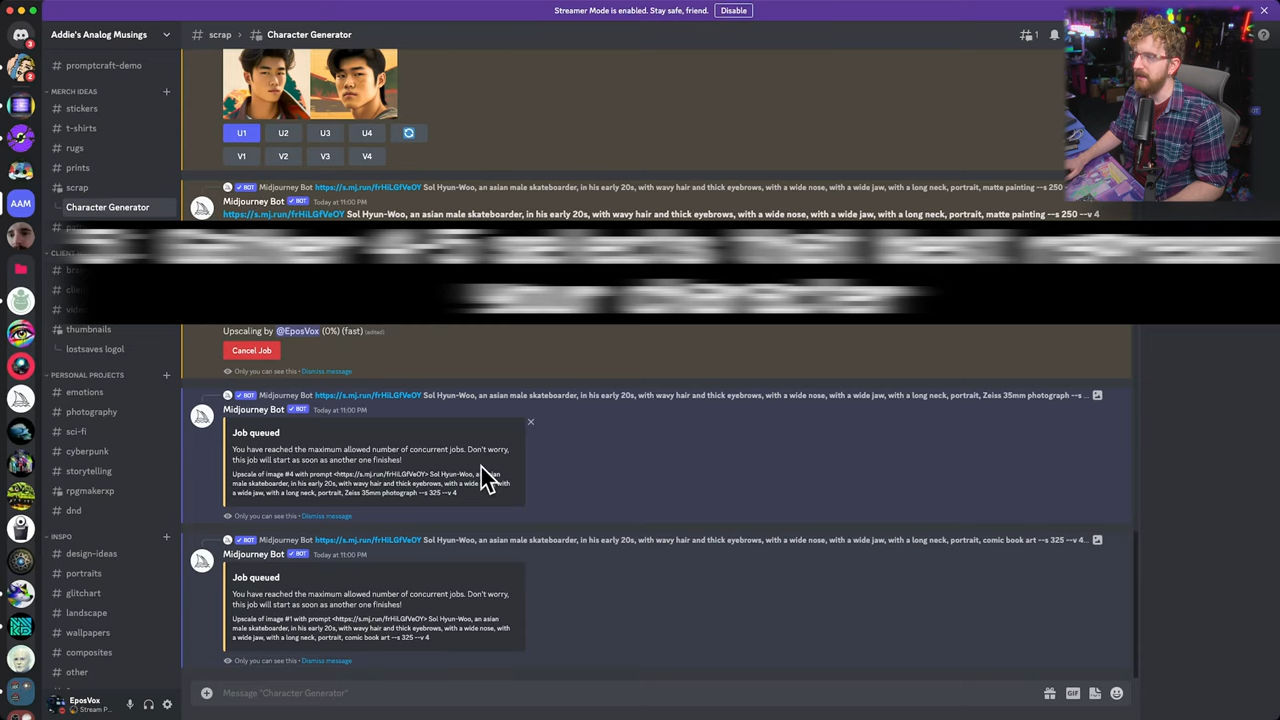 Streamer Mode is enabled. Stay safe, friend. Disable
Addie's Analog Musings
# scrap > Character Generator
1
3
2
AAM
promptcraft-demo
MERCH IDEAS
stickers
t-shirts
rugs
prints
scrap
Character Generator
thumbnails
lostsaves logol
PERSONAL PROJECTS
emotions
photography
sci-fi
cyberpunk
storytelling
rpgmakerxp
dnd
INSPO
design-ideas
portraits
glitchart
landscape
wallpapers
composites
other
EposVox
Stream P...
U1 U2 U3 U4
V1 V2 V3 V4
BOT Midjourney Bot https://s.mj.run/frHiLGfVeOY Sol Hyun-Woo, an asian male skateboarder, in his early 20s, with wavy hair and thick eyebrows, with a wide nose, with a wide jaw, with a long neck, portrait, matte painting --s 250
Midjourney Bot BOT Today at 11:00 PM
https://s.mj.run/frHiLGfVeOY Sol Hyun-Woo, an asian male skateboarder, in his early 20s, with wavy hair and thick eyebrows, with a wide nose, with a wide jaw, with a long neck, portrait, matte painting --s 250 --v 4
Upscaling by @EposVox (0%) (fast) (edited)
Cancel Job
Only you can see this • Dismiss message
BOT Midjourney Bot https://s.mj.run/frHiLGfVeOY Sol Hyun-Woo, an asian male skateboarder, in his early 20s, with wavy hair and thick eyebrows, with a wide nose, with a wide jaw, with a long neck, portrait, Zeiss 35mm photograph --s ...
Midjourney Bot BOT Today at 11:00 PM
Job queued
You have reached the maximum allowed number of concurrent jobs. Don't worry,
this job will start as soon as another one finishes!
Upscale of image #4 with prompt <https://s.mj.run/frHiLGfVeOY> Sol Hyun-Woo, an asian
male skateboarder, in his early 20s, with wavy hair and thick eyebrows, with a wide with
a wide jaw, with a long neck, portrait, Zeiss 35mm photograph --s 325 --v 4
Only you can see this • Dismiss message
BOT Midjourney Bot https://s.mj.run/frHiLGfVeOY Sol Hyun-Woo, an asian male skateboarder, in his early 20s, with wavy hair and thick eyebrows, with a wide nose, with a wide jaw, with a long neck, portrait, comic book art --s 325 --v 4...
Midjourney Bot BOT Today at 11:00 PM
Job queued
You have reached the maximum allowed number of concurrent jobs. Don't worry,
this job will start as soon as another one finishes!
Upscale of image #1 with prompt <https://s.mj.run/frHiLGfVeOY> Sol Hyun-Woo, an asian
male skateboarder, in his early 20s, with wavy hair and thick eyebrows, with a wide nose, with
a wide jaw, with a long neck, portrait, comic book art --s 325 --v 4
Only you can see this • Dismiss message
Message "Character Generator"
GIF